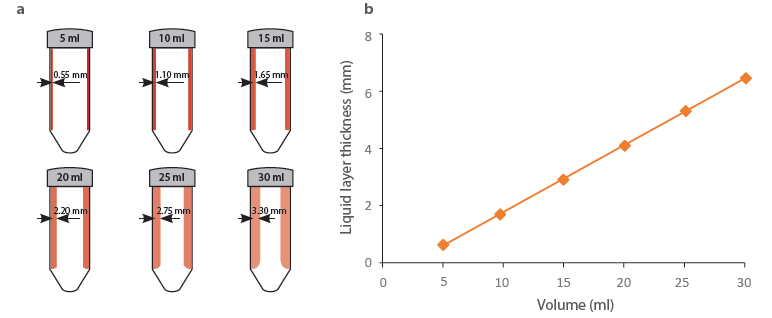 a
5 ml
10 ml
15 ml
0.55 mm
1.10 mm
1.65 mm
20 ml
25 ml
30 ml
2.20 mm
2.75 mm
3.30 mm
b
Liquid layer thickness (mm)
8
6
4
2
0
0 5 10 15 20 25 30
Volume (ml)